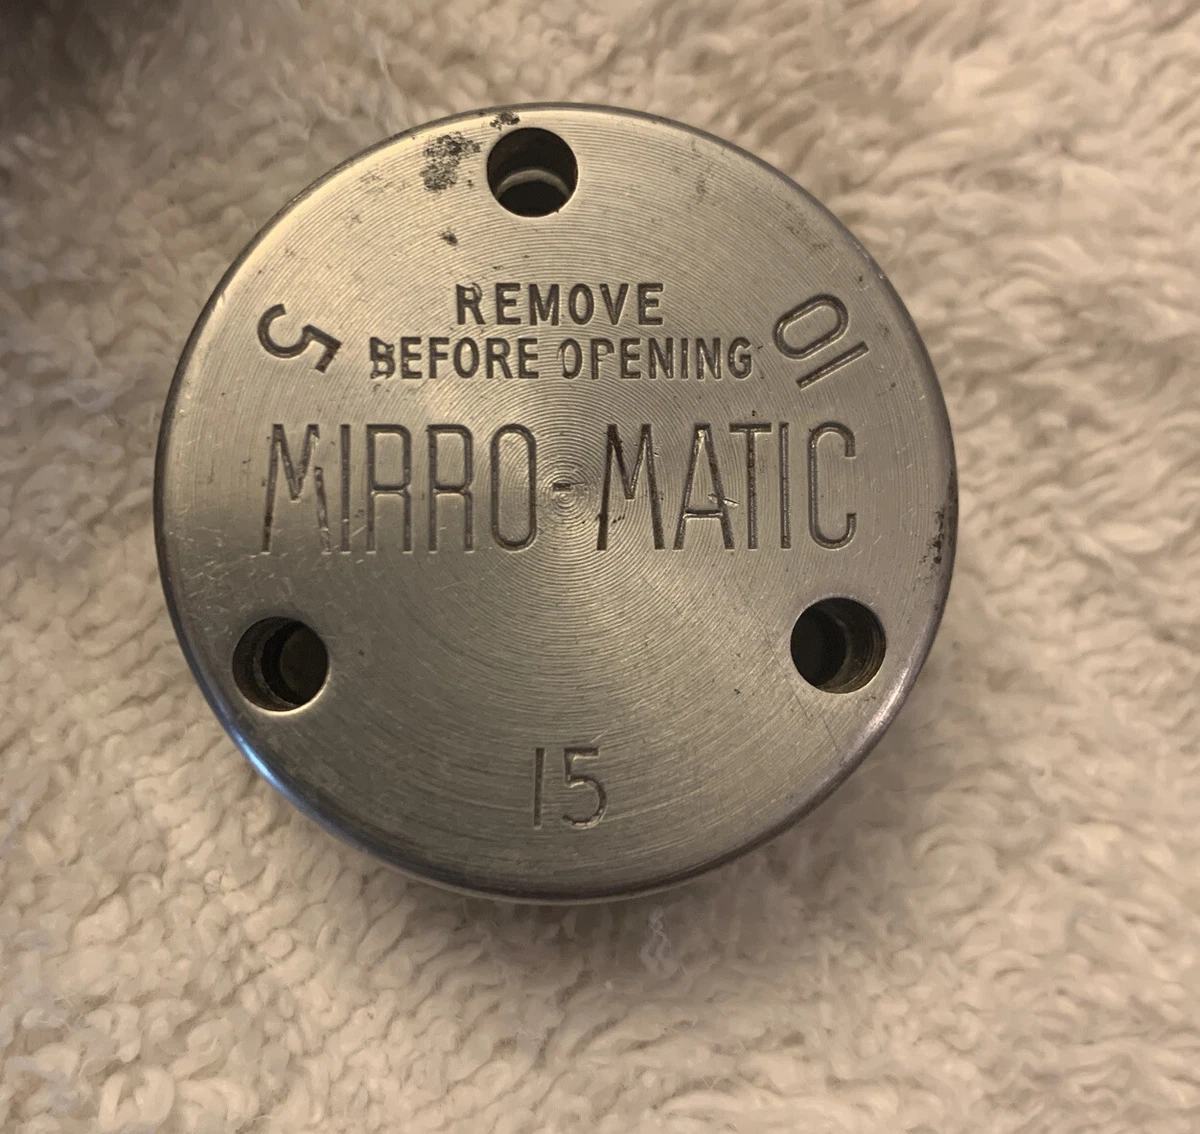 REMOVE
BEFORE OPENING
5
10
MIRRO-MATIC
15